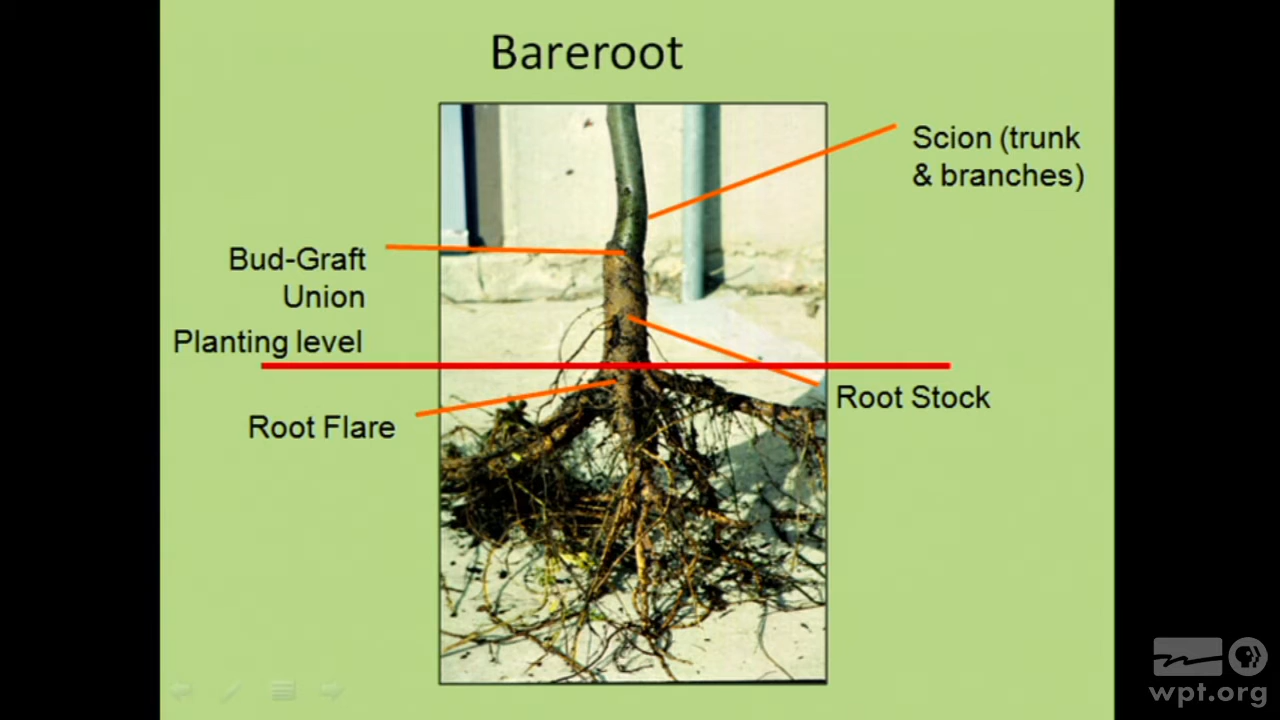 Bareroot
Scion (trunk
& branches)
Bud-Graft
Union
Planting level
Root Stock
Root Flare
wpt.org